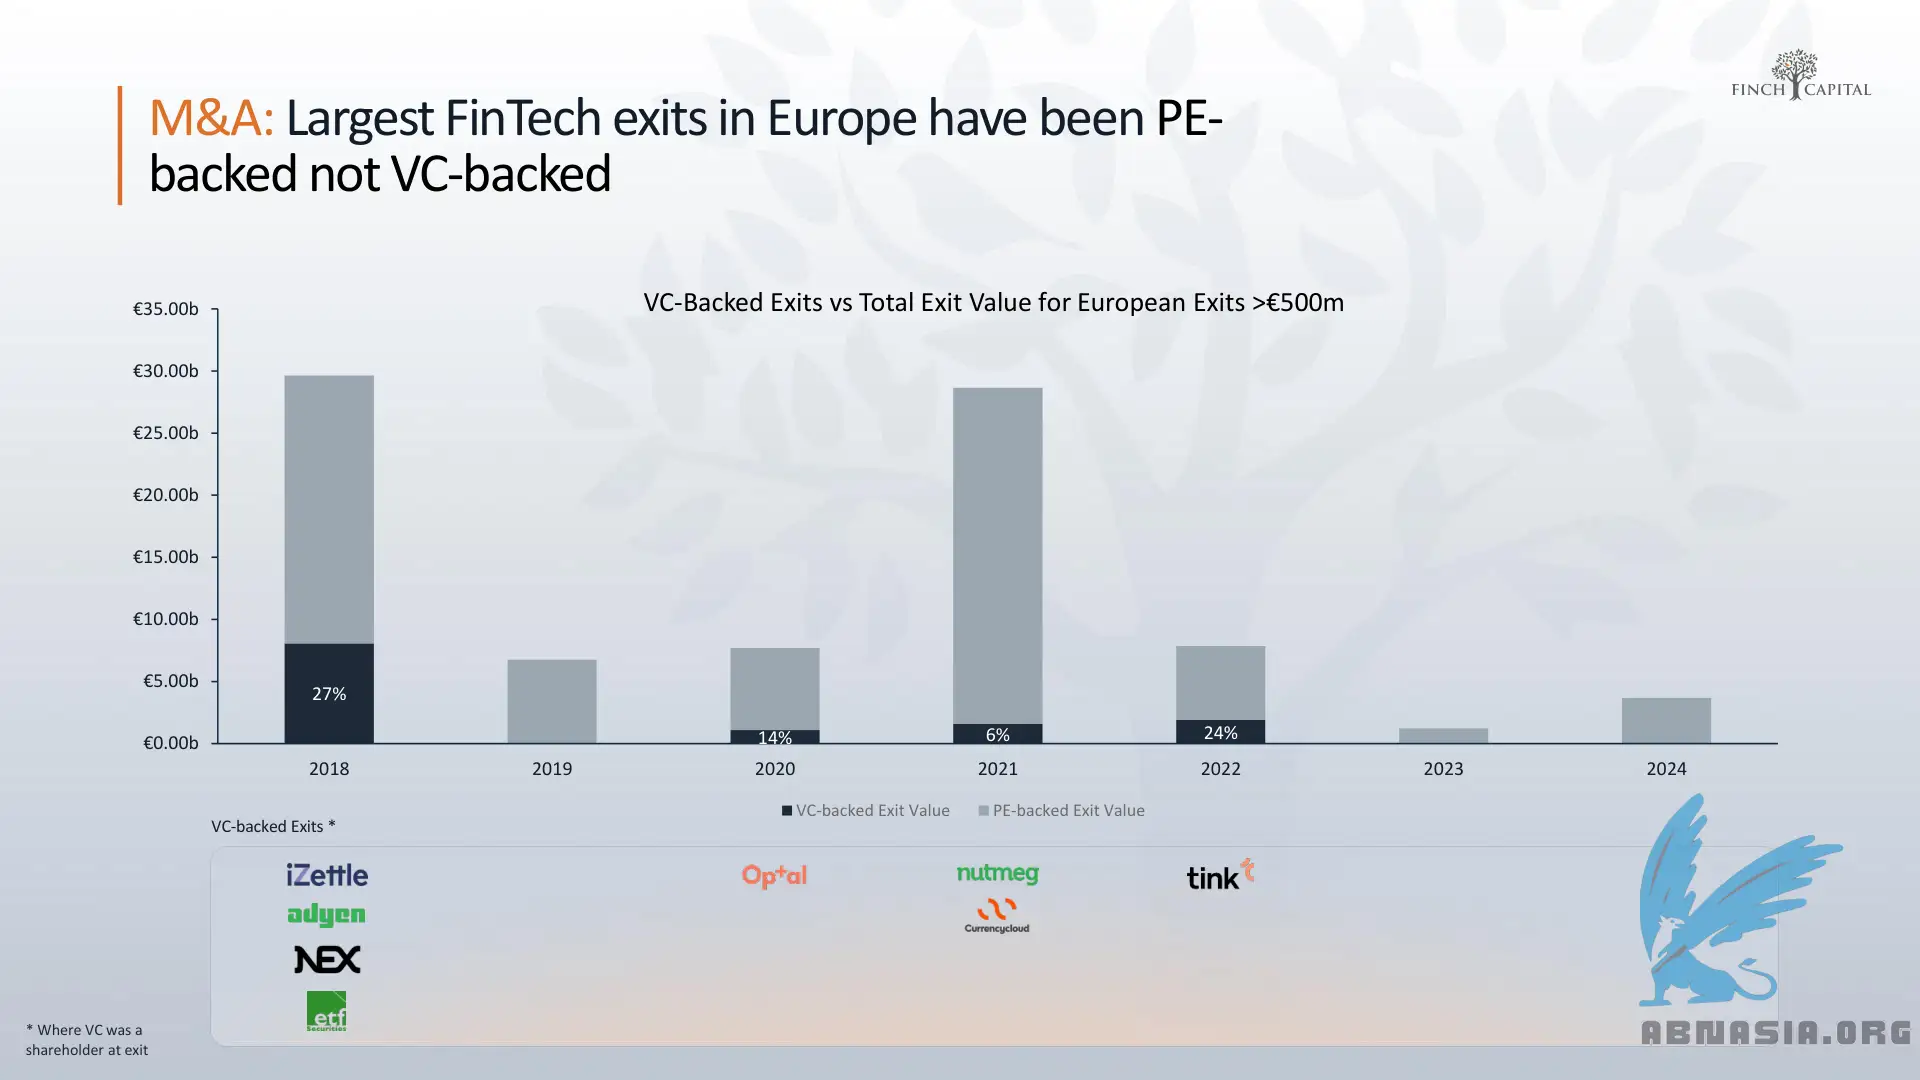 FINCH CAPITAL
M&A: Largest FinTech exits in Europe have been PE-
backed not VC-backed
VC-Backed Exits vs Total Exit Value for European Exits >€500m
€35.00b
€30.00b
€25.00b
€20.00b
€15.00b
€10.00b
€5.00b
€0.00b
27%
14%
6%
24%
2018
2019
2020
2021
2022
2023
2024
VC-backed Exit Value
PE-backed Exit Value
VC-backed Exits *
iZettle
adyen
NEX
etf
Securities
Optal
nutmeg
Currencycloud
tink
* Where VC was a
shareholder at exit
ABNASIA.ORG